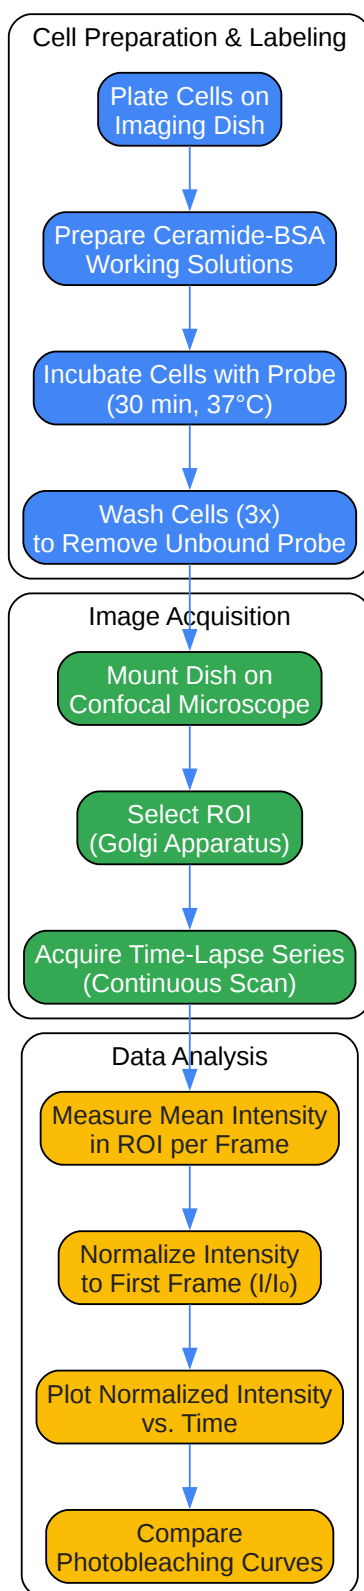 Cell Preparation & Labeling
Plate Cells on
Imaging Dish
Prepare Ceramide-BSA
Working Solutions
Incubate Cells with Probe
(30 min, 37°C)
Wash Cells (3x)
to Remove Unbound Probe
Image Acquisition
Mount Dish on
Confocal Microscope
Select ROI
(Golgi Apparatus)
Acquire Time-Lapse Series
(Continuous Scan)
Data Analysis
Measure Mean Intensity
in ROI per Frame
Normalize Intensity
to First Frame (I/I₀)
Plot Normalized Intensity
vs. Time
Compare
Photobleaching Curves